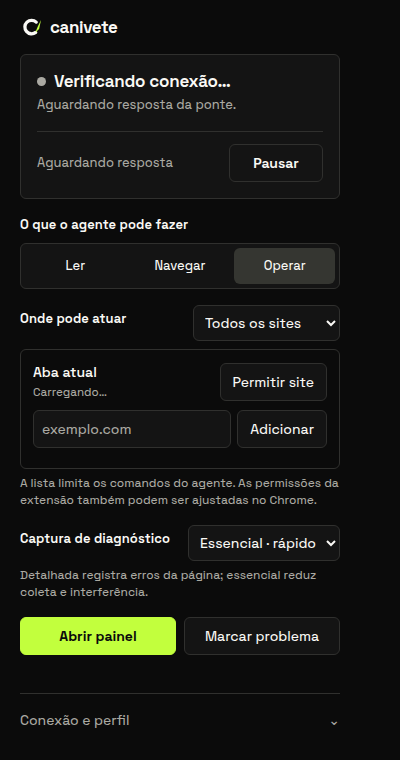 canivete
Verificando conexão...
Aguardando resposta da ponte.
Aguardando resposta
Pausar
O que o agente pode fazer
Ler
Navegar
Operar
Onde pode atuar
Todos os sites
Aba atual
Carregando...
Permitir site
exemplo.com
Adicionar
A lista limita os comandos do agente. As permissões da
extensão também podem ser ajustadas no Chrome.
Captura de diagnóstico
Essencial · rápido
Detalhada registra erros da página; essencial reduz
coleta e interferência.
Abrir painel
Marcar problema
Conexão e perfil